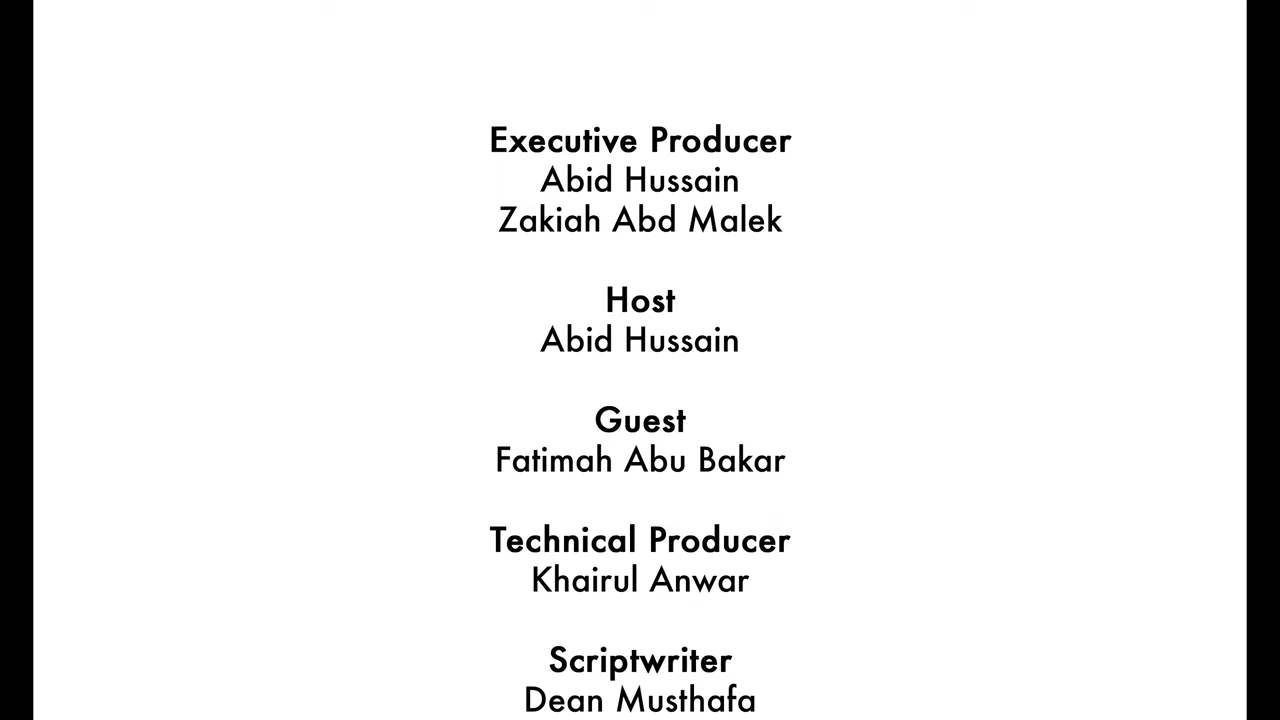 Executive Producer
Abid Hussain
Zakiah Abd Malek
Host
Abid Hussain
Guest
Fatimah Abu Bakar
Technical Producer
Khairul Anwar
Scriptwriter
Dean Musthafa